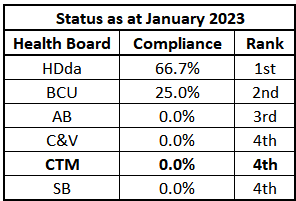 Status as at January 2023
Health Board Compliance Rank
HDda 66.7% 1st
BCU 25.0% 2nd
AB 0.0% 3rd
C&V 0.0% 4th
CTM 0.0% 4th
SB 0.0% 4th